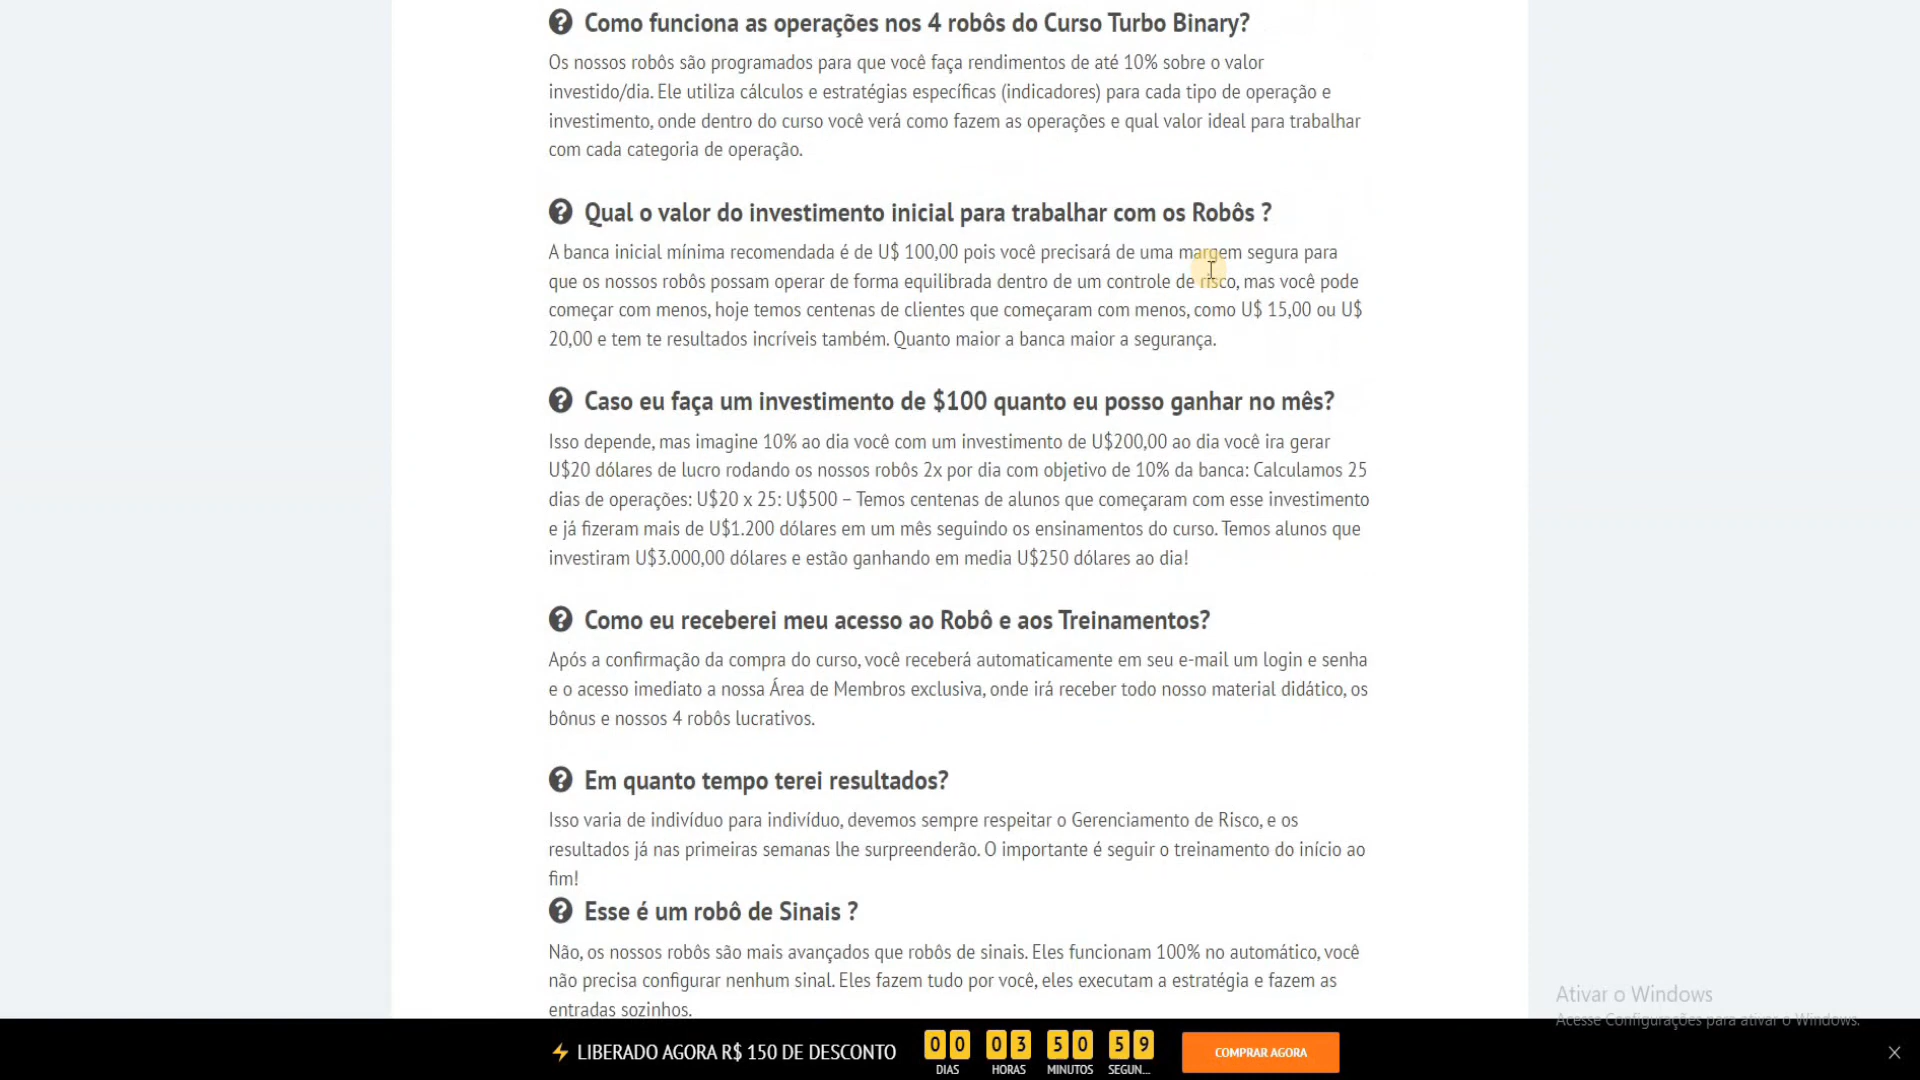 Como funciona as operações nos 4 robôs do Curso Turbo Binary?
Os nossos robôs são programados para que você faça rendimentos de até 10% sobre o valor
investido/dia. Ele utiliza cálculos e estratégias específicas (indicadores) para cada tipo de operação e
investimento, onde dentro do curso você verá como fazem as operações e qual valor ideal para trabalhar
com cada categoria de operação.
Qual o valor do investimento inicial para trabalhar com os Robôs ?
A banca inicial mínima recomendada é de U$ 100,00 pois você precisará de uma margem segura para
que os nossos robôs possam operar de forma equilibrada dentro de um controle de risco, mas você pode
começar com menos, hoje temos centenas de clientes que começaram com menos, como U$ 15,00 ou U$
20,00 e tem te resultados incríveis também. Quanto maior a banca maior a segurança.
Caso eu faça um investimento de $100 quanto eu posso ganhar no mês?
Isso depende, mas imagine 10% ao dia você com um investimento de U$200,00 ao dia você ira gerar
U$20 dólares de lucro rodando os nossos robôs 2x por dia com objetivo de 10% da banca: Calculamos 25
dias de operações: U$20 x 25: U$500 – Temos centenas de alunos que começaram com esse investimento
e já fizeram mais de U$1.200 dólares em um mês seguindo os ensinamentos do curso. Temos alunos que
investiram U$3.000,00 dólares e estão ganhando em media U$250 dólares ao dia!
Como eu receberei meu acesso ao Robô e aos Treinamentos?
Após a confirmação da compra do curso, você receberá automaticamente em seu e-mail um login e senha
e o acesso imediato a nossa Área de Membros exclusiva, onde irá receber todo nosso material didático, os
bônus e nossos 4 robôs lucrativos.
Em quanto tempo terei resultados?
Isso varia de indivíduo para indivíduo, devemos sempre respeitar o Gerenciamento de Risco, e os
resultados já nas primeiras semanas lhe surpreenderão. O importante é seguir o treinamento do início ao
fim!
Esse é um robô de Sinais ?
Não, os nossos robôs são mais avançados que robôs de sinais. Eles funcionam 100% no automático, você
não precisa configurar nenhum sinal. Eles fazem tudo por você, eles executam a estratégia e fazem as
entradas sozinhos.
Ativar o Windows
Acesse Configurações para ativar o Windows.
LIBERADO AGORA R$ 150 DE DESCONTO
00 03 50 59
DIAS HORAS MINUTOS SEGUN...
COMPRAR AGORA